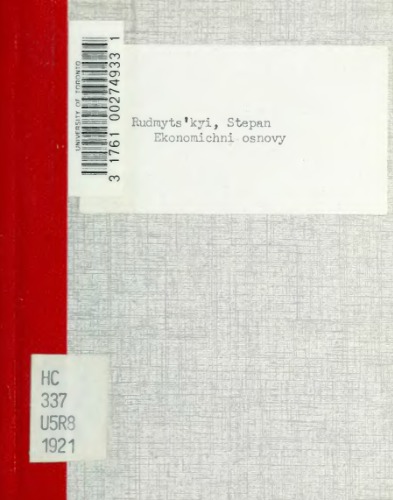 UNIVERSITY OF TORONTO
3 1761 00274933 1
Rudmyts'kyi, Stepan
Ekonomichni osnovy
HC
337
U5R8
1921